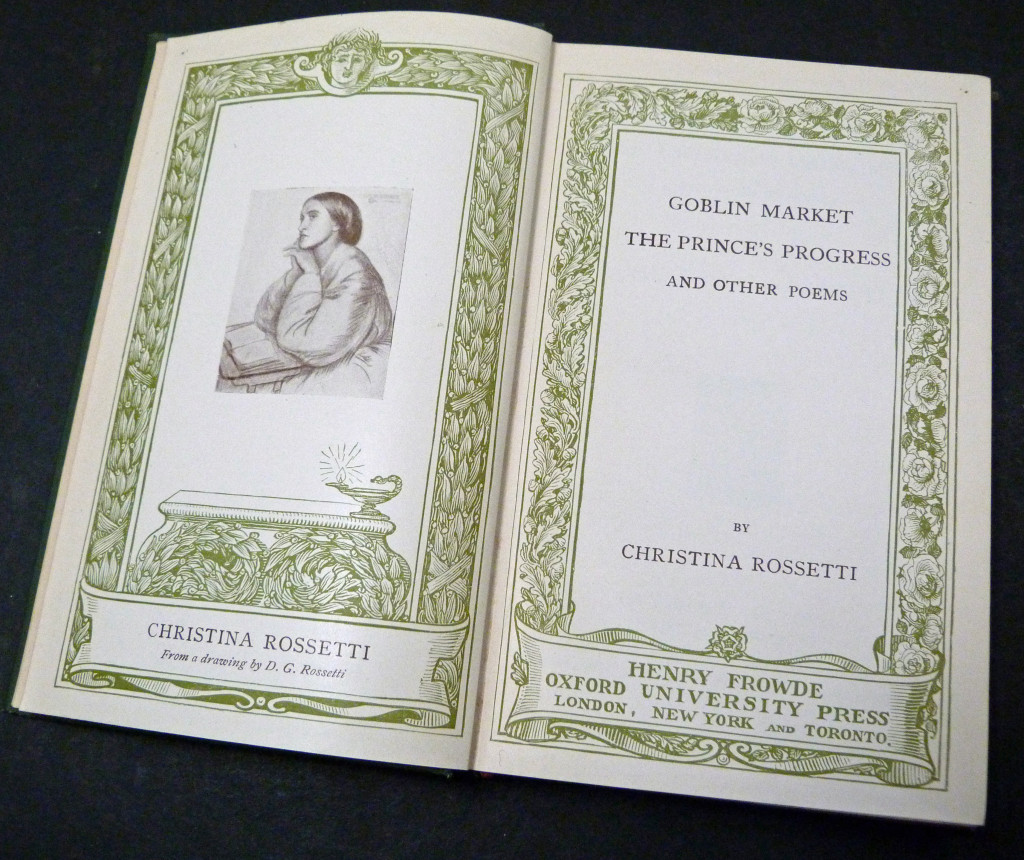 CHRISTINA ROSSETTI
From a drawing by D. G. Rossetti
GOBLIN MARKET
THE PRINCE'S PROGRESS
AND OTHER POEMS
BY
CHRISTINA ROSSETTI
HENRY FROWDE
OXFORD UNIVERSITY PRESS
LONDON, NEW YORK AND TORONTO.